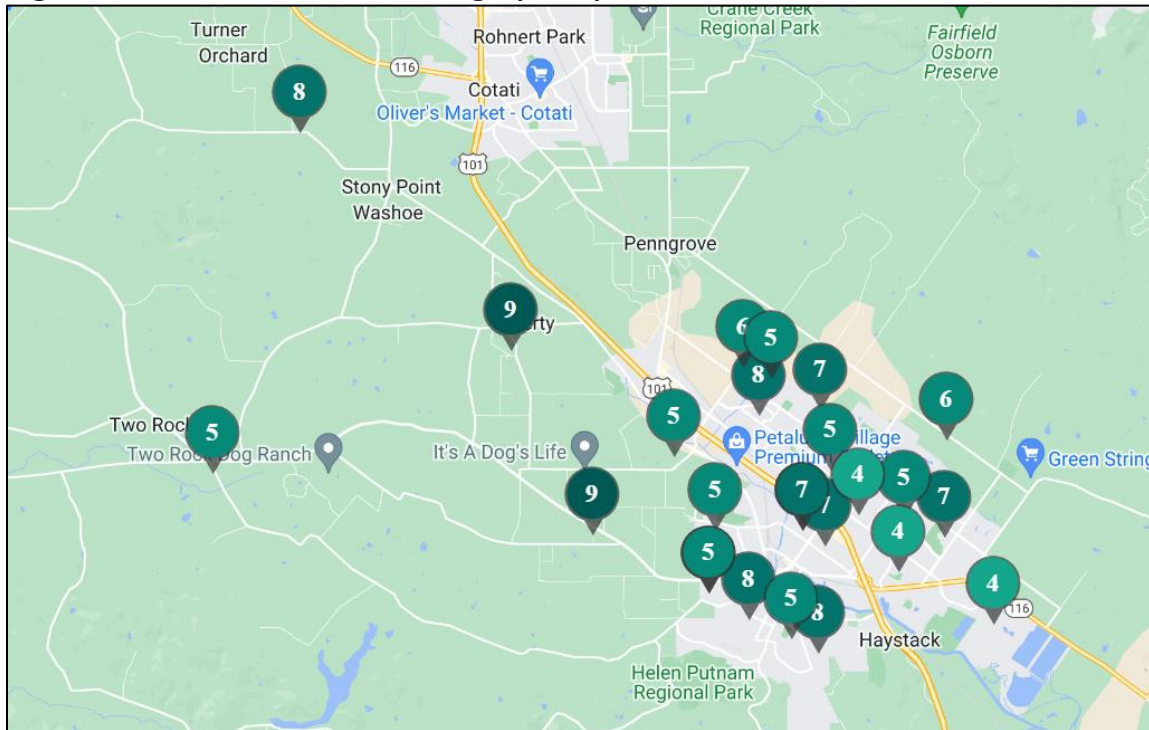 Turner
Orchard
Rohnert Park
Crane Creek
Regional Park
Fairfield
Osborn
Preserve
116
8
Cotati
Oliver's Market - Cotati
101
Stony Point
Washoe
Penngrove
9
6
5
8
7
101
5
6
Two Rock
5
Two Rock Dog Ranch
It's A Dog's Life
Petaluma Village
Premium
5
Green String
9
5
7
7
4
5
7
4
5
8
5
8
4
116
Haystack
Helen Putnam
Regional Park